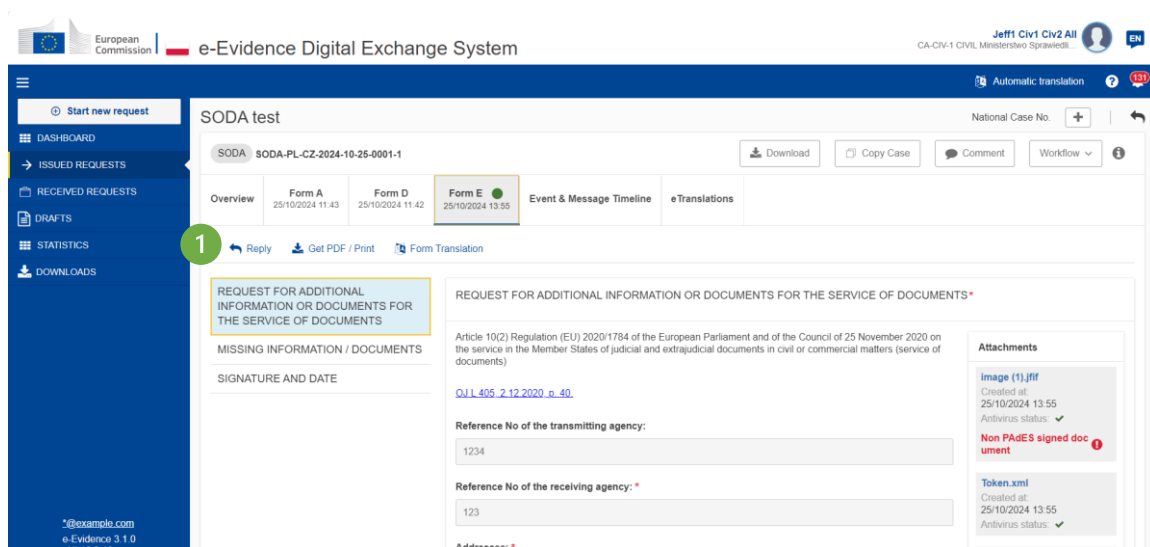 European
Commission
e-Evidence Digital Exchange System
Jeff1 Civ1 Civ2 All
CA-CIV-1 CIVIL Ministerstwo Sprawiedli...
EN
Automatic translation
?
131
Start new request
DASHBOARD
ISSUED REQUESTS
RECEIVED REQUESTS
DRAFTS
STATISTICS
DOWNLOADS
*@example.com
e-Evidence 3.1.0
SODA test
National Case No.
+
SODA SODA-PL-CZ-2024-10-25-0001-1
Download
Copy Case
Comment
Workflow
Overview
Form A
25/10/2024 11:43
Form D
25/10/2024 11:42
Form E
25/10/2024 13:55
Event & Message Timeline
eTranslations
1
Reply
Get PDF / Print
Form Translation
REQUEST FOR ADDITIONAL
INFORMATION OR DOCUMENTS FOR
THE SERVICE OF DOCUMENTS
MISSING INFORMATION / DOCUMENTS
SIGNATURE AND DATE
REQUEST FOR ADDITIONAL INFORMATION OR DOCUMENTS FOR THE SERVICE OF DOCUMENTS*
Article 10(2) Regulation (EU) 2020/1784 of the European Parliament and of the Council of 25 November 2020 on
the service in the Member States of judicial and extrajudicial documents in civil or commercial matters (service of
documents)
OJ L 405, 2.12.2020, p. 40.
Reference No of the transmitting agency:
1234
Reference No of the receiving agency: *
123
Addressee: *
Attachments
image (1).jfif
Created at:
25/10/2024 13:55
Antivirus status:
Non PAdES signed doc
ument
Token.xml
Created at:
25/10/2024 13:55
Antivirus status: